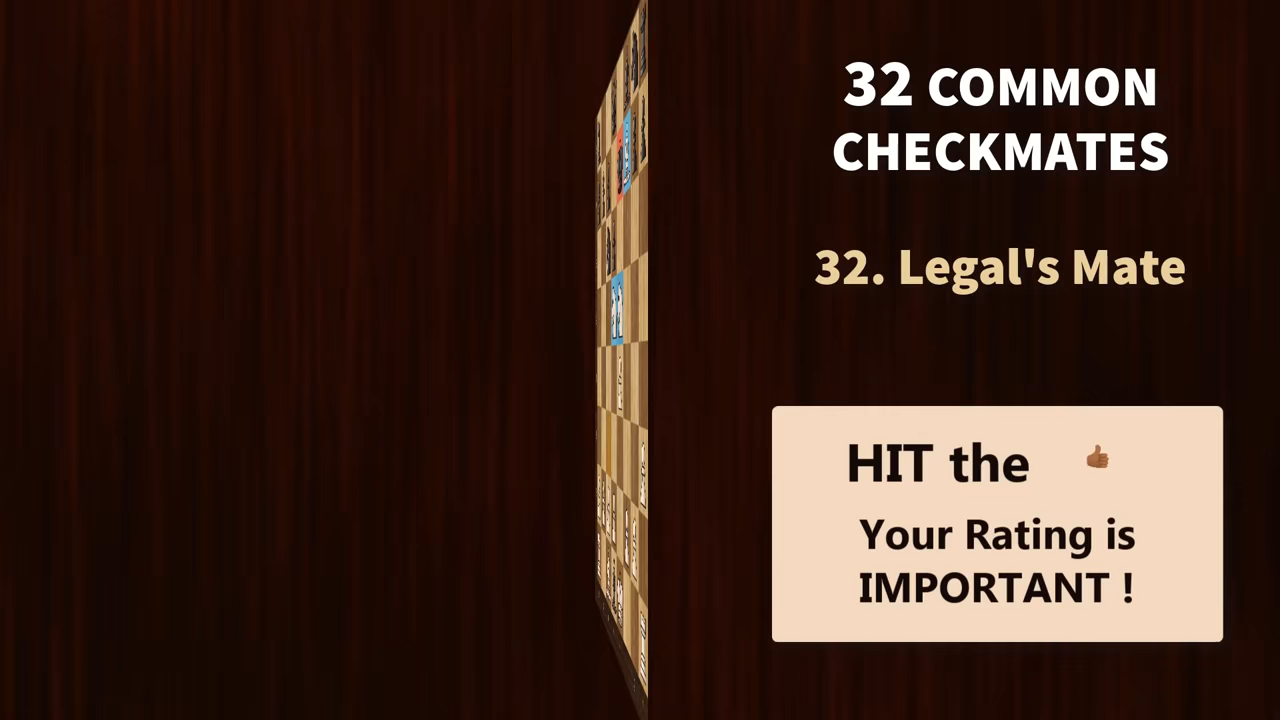 32 COMMON
CHECKMATES
32. Legal's Mate
HIT the
Your Rating is
IMPORTANT !